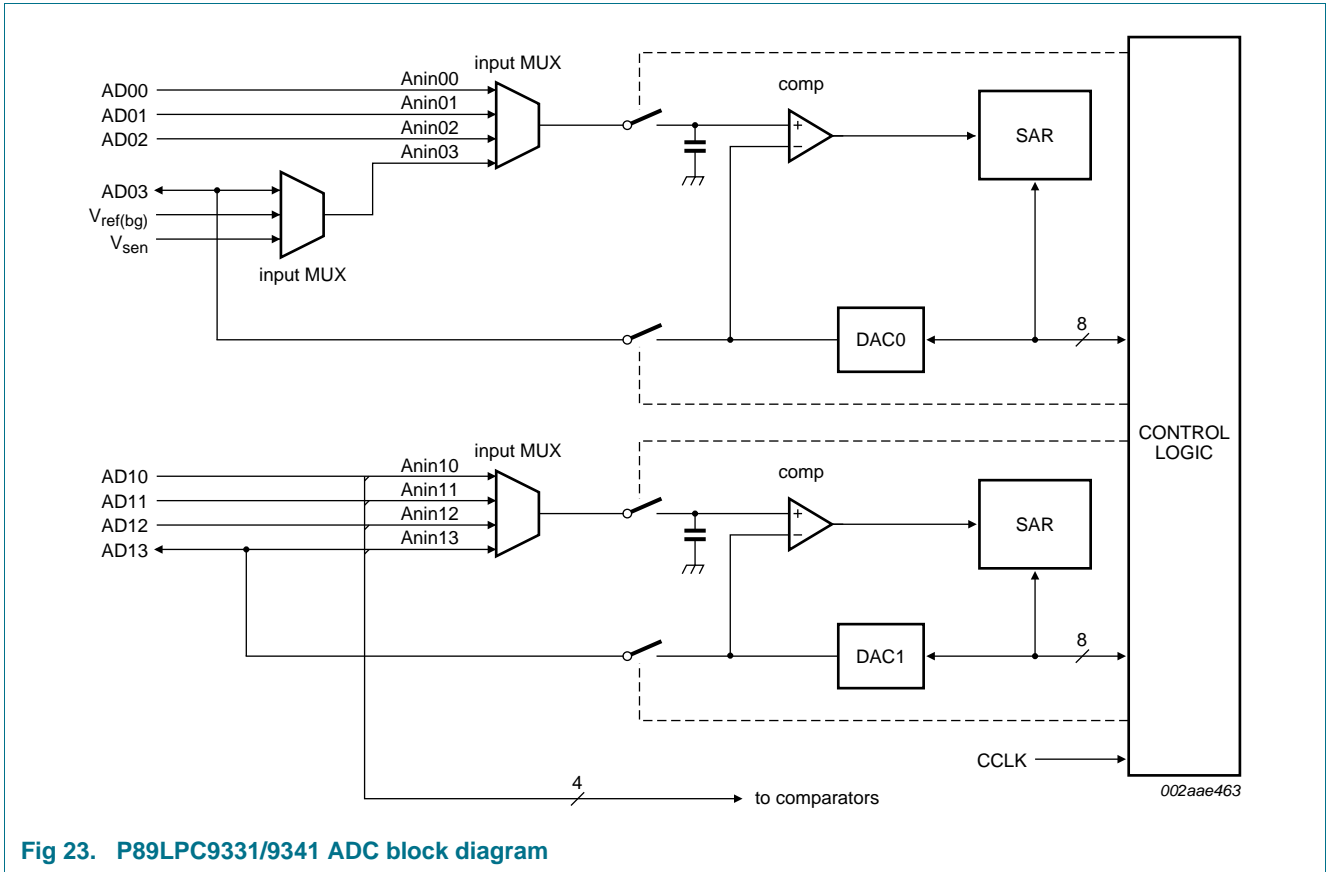 input MUX
comp
AD00
Anin00
AD01
Anin01
AD02
Anin02
Anin03
SAR
AD03
Vref(bg)
Vsen
input MUX
DAC0
8
CONTROL
LOGIC
input MUX
comp
AD10
Anin10
AD11
Anin11
AD12
Anin12
AD13
Anin13
SAR
DAC1
8
CCLK
4
to comparators
002aae463
Fig 23. P89LPC9331/9341 ADC block diagram